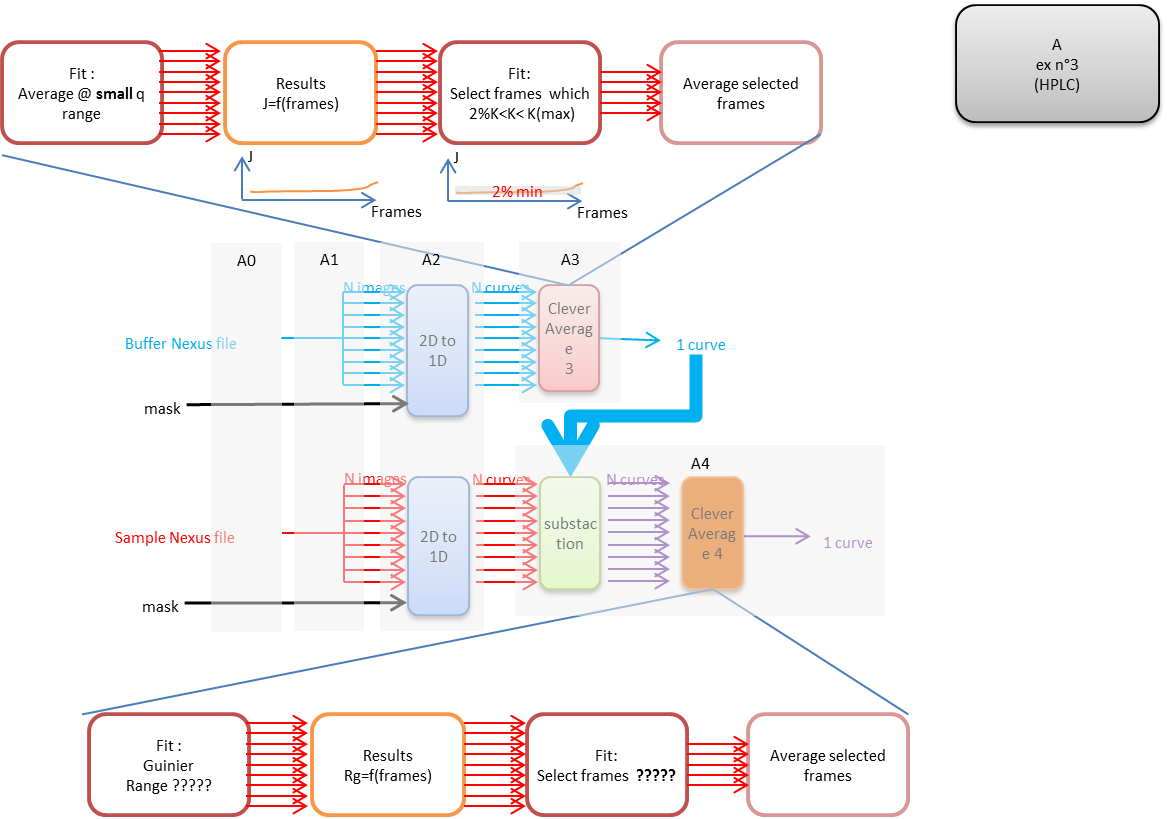 A
ex n°3
(HPLC)
Fit :
Average @ small q
range
Results
J=f(frames)
Fit:
Select frames which
2%K<K< K(max)
Average selected
frames
J
Frames
J
2% min
Frames
A0
A1
A2
A3
N images
N curves
Buffer Nexus file
2D to
1D
Clever
Averag
e
3
1 curve
mask
A4
N images
N curves
N curves
Sample Nexus file
2D to
1D
substac
tion
Clever
Averag
e 4
1 curve
mask
Fit :
Guinier
Range ?????
Results
Rg=f(frames)
Fit:
Select frames ?????
Average selected
frames